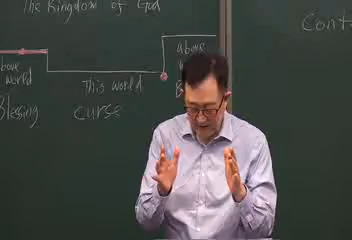 The Kingdom of God
Cont
above
above
world
This world
Blessing
curse
B